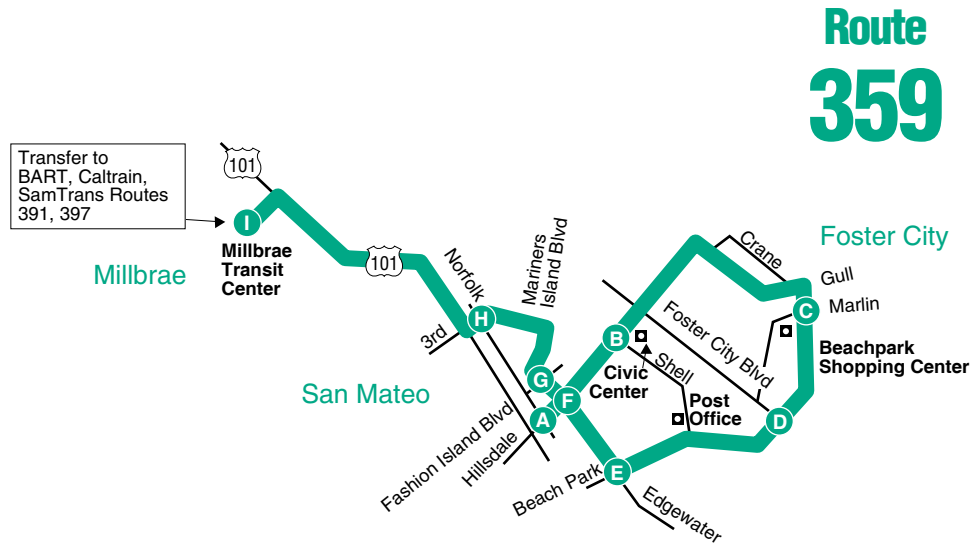 Route
359
Transfer to
BART, Caltrain,
SamTrans Routes
391, 397
101
I
Millbrae
Transit
Center
Millbrae
101
Norfolk
Mariners
Island Blvd
H
3rd
San Mateo
G
F
A
Fashion Island Blvd
Hillsdale
Crane
Foster City
Gull
C
Marlin
Beachpark
Shopping Center
B
Foster City Blvd
Civic
Center
Shell
Post
Office
D
E
Beach Park
Edgewater